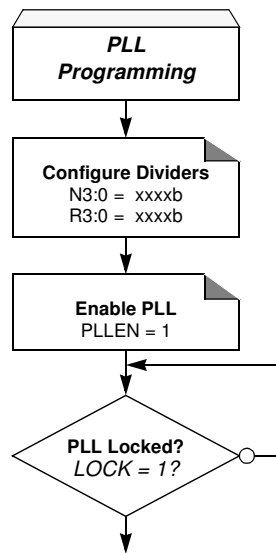 PLL
Programming
Configure Dividers
N3:0 = xxxxb
R3:0 = xxxxb
Enable PLL
PLLEN = 1
PLL Locked?
LOCK = 1?